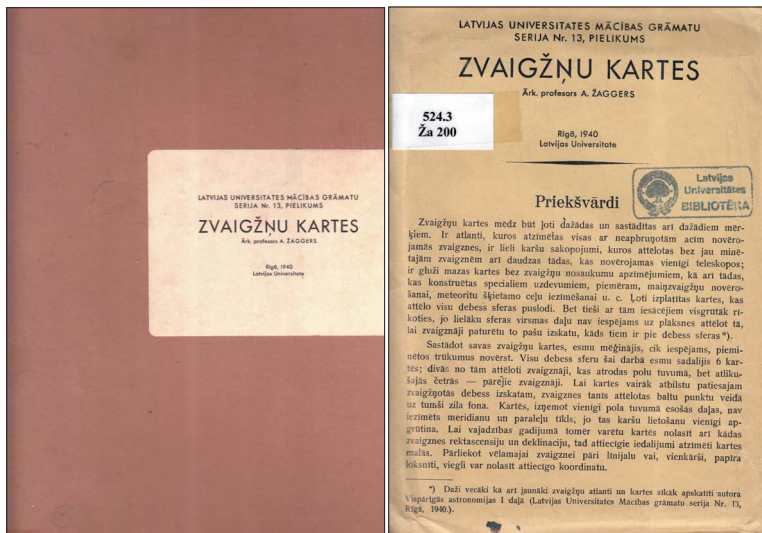 LATVIJAS UNIVERSITATES MĀCĪBAS GRĀMATU
SERIJA Nr. 13, PIELIKUMS
ZVAIGŽŅU KARTES
Ārk. profesors A. ŽAGGERS
Rīgā, 1940
Latvijas Universitate
LATVIJAS UNIVERSITATES MĀCĪBAS GRĀMATU
SERIJA Nr. 13, PIELIKUMS
ZVAIGŽŅU KARTES
Ārk. profesors A. ŽAGGERS
524.3
Ža 200
Rīgā, 1940
Latvijas Universitate
Latvijas
Universitātes
BIBLIOTĒKA
Priekšvārdi
Zvaigžņu kartes mēdz būt ļoti dažādas un sastādītas arī dažādiem mēr-
ķiem. Ir atlanti, kuros atzīmētas visas ar neapbruņotām acīm novēro-
jamās zvaigznes, ir lieli karšu sakopojumi, kuros attēlotas bez jau minē-
tajām zvaigznēm arī daudzas tādas, kas novērojamas vienīgi teleskopos;
ir gluži mazas kartes bez zvaigžņu nosaukumu apzīmējumiem, kā arī tādas,
kas konstruētas specialiem uzdevumiem, piemēram, maiņzvaigžņu novēro-
šanai, meteoritu šķietamo ceļu iezīmēšanai u. c. Ļoti izplatītas kartes, kas
attēlo visu debess sferas puslodi. Bet tieši ar tām iesācējiem visgrūtāk rī-
koties, jo lielāku sferas virsmas daļu nav iespējams uz plāksnes attēlot tā,
lai zvaigznāji paturētu to pašu izskatu, kāds tiem ir pie debess sferas*).
Sastādot savas zvaigžņu kartes, esmu mēģinājis, cik iespējams, piemi-
nētos trūkumus novērst. Visu debess sferu šai darbā esmu sadalījis 6 kar-
tēs; divās no tām attēloti zvaigznāji, kas atrodas polu tuvumā, bet atliku-
šajās četrās — pārējie zvaigznāji. Lai kartes vairāk atbilstu patiesajam
zvaigžņotās debess izskatam, zvaigznes tanīs attēlotas baltu punktu veidā
uz tumši zila fona. Kartēs, izņemot vienīgi pola tuvumā esošās daļas, nav
iezīmēts meridianu un paraleļu tīkls, jo tas karšu lietošanu vienīgi ap-
grūtina. Lai vajadzības gadījumā tomēr varētu kartēs nolasīt arī kādas
zvaigznes rektascensiju un deklinaciju, tad attiecīgie iedalījumi atzīmēti kartes
malās. Pārliekot vēlamajai zvaigznei pāri līnijalu vai, vienkārši, papīra
loksnīti, viegli var nolasīt attiecīgo koordinatu.
*) Daži vecāki kā arī jaunāki zvaigžņu atlanti un kartes sīkāk apskatīti autora
Vispārīgās astronomijas I daļā (Latvijas Universitates Mācības grāmatu serija Nr. 13,
Rīgā, 1940.).